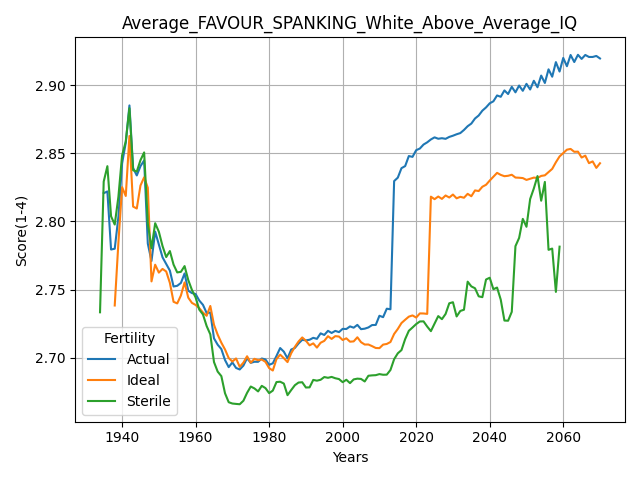 Average_FAVOUR_SPANKING_White_Above_Average_IQ
Score(1-4)
2.90
2.85
2.80
2.75
2.70
Fertility
Actual
Ideal
Sterile
1940
1960
1980
2000
2020
2040
2060
Years